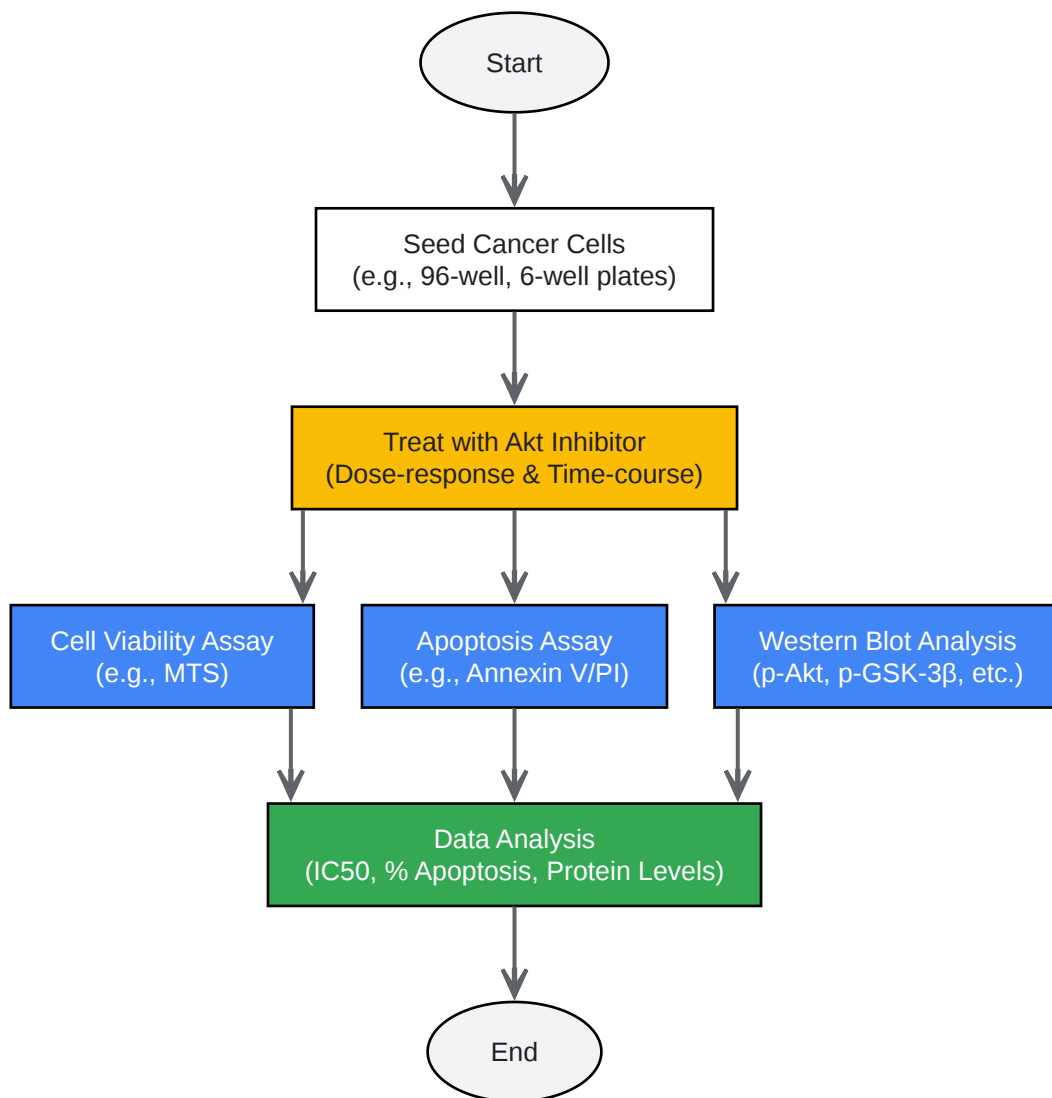 Start
Seed Cancer Cells
(e.g., 96-well, 6-well plates)
Treat with Akt Inhibitor
(Dose-response & Time-course)
Cell Viability Assay
(e.g., MTS)
Apoptosis Assay
(e.g., Annexin V/PI)
Western Blot Analysis
(p-Akt, p-GSK-3β, etc.)
Data Analysis
(IC50, % Apoptosis, Protein Levels)
End